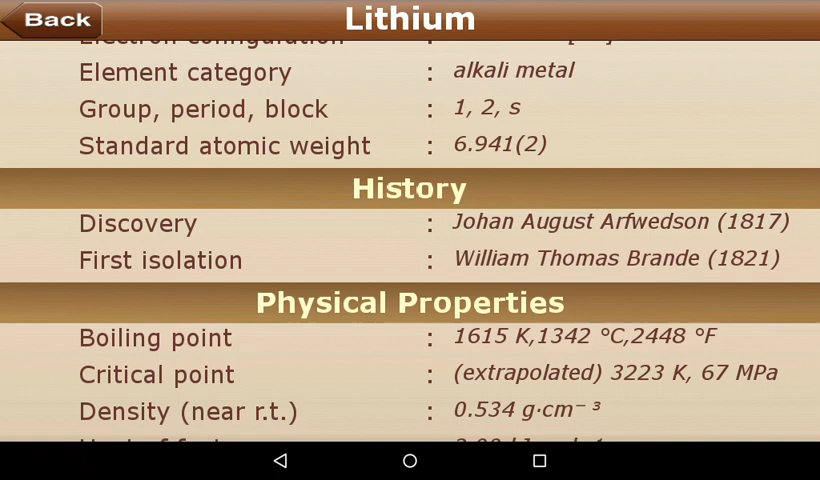 Back
Lithium
Electron configuration :
Element category : alkali metal
Group, period, block : 1, 2, s
Standard atomic weight : 6.941(2)
History
Discovery : Johan August Arfwedson (1817)
First isolation : William Thomas Brande (1821)
Physical Properties
Boiling point : 1615 K,1342 °C,2448 °F
Critical point : (extrapolated) 3223 K, 67 MPa
Density (near r.t.) : 0.534 g·cm⁻ ³